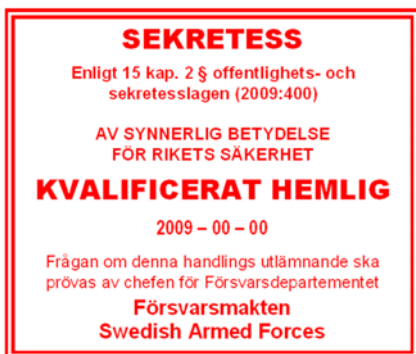 SEKRETESS
Enligt 15 kap. 2 § offentlighets- och
sekretesslagen (2009:400)
AV SYNNERLIG BETYDELSE
FÖR RIKETS SÄKERHET
KVALIFICERAT HEMLIG
2009 – 00 – 00
Frågan om denna handlings utlämnande ska
prövas av chefen för Försvarsdepartementet
Försvarsmakten
Swedish Armed Forces